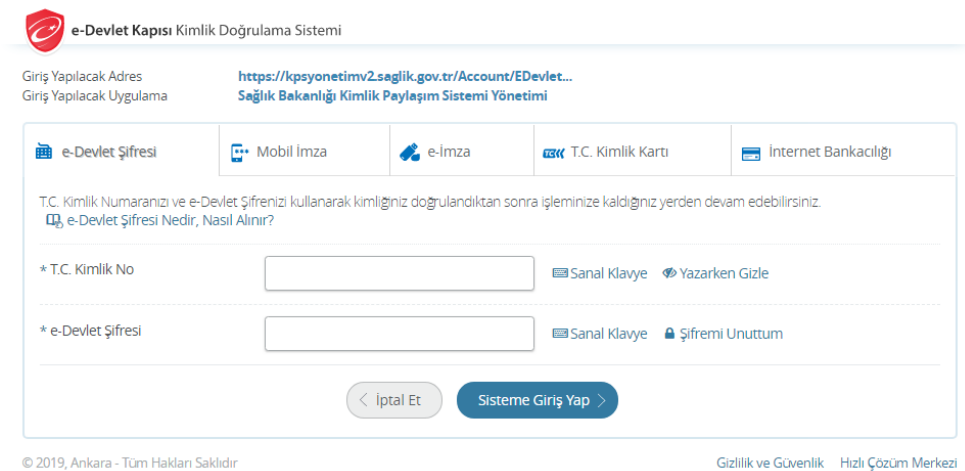 e-Devlet Kapısı Kimlik Doğrulama Sistemi
Giriş Yapılacak Adres https://kpsyonetimv2.saglik.gov.tr/Account/EDevlet...
Giriş Yapılacak Uygulama Sağlık Bakanlığı Kimlik Paylaşım Sistemi Yönetimi
e-Devlet Şifresi Mobil İmza e-İmza T.C. Kimlik Kartı İnternet Bankacılığı
T.C. Kimlik Numaranızı ve e-Devlet Şifrenizi kullanarak kimliğiniz doğrulandıktan sonra işleminize kaldığınız yerden devam edebilirsiniz.
e-Devlet Şifresi Nedir, Nasıl Alınır?
* T.C. Kimlik No Sanal Klavye Yazarken Gizle
* e-Devlet Şifresi Sanal Klavye Şifremi Unuttum
İptal Et Sisteme Giriş Yap
© 2019, Ankara - Tüm Hakları Saklıdır Gizlilik ve Güvenlik Hızlı Çözüm Merkezi